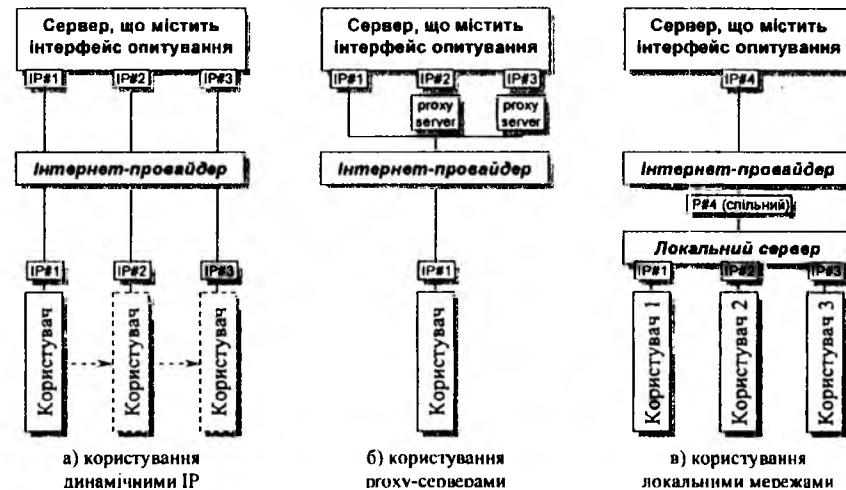 Сервер, що містить
інтерфейс опитування
IP#1 IP#2 IP#3
Інтернет-провайдер
IP#1 IP#2 IP#3
Користувач
Користувач
Користувач
а) користування
динамічними IP
Сервер, що містить
інтерфейс опитування
IP#1 IP#2 IP#3
proxy
server
proxy
server
Інтернет-провайдер
IP#1
Користувач
б) користування
proxy-серверами
Сервер, що містить
інтерфейс опитування
IP#4
Інтернет-провайдер
P#4 (спільний)
Локальний сервер
IP#1 IP#2 IP#3
Користувач 1
Користувач 2
Користувач 3
в) користування
локальними мережами